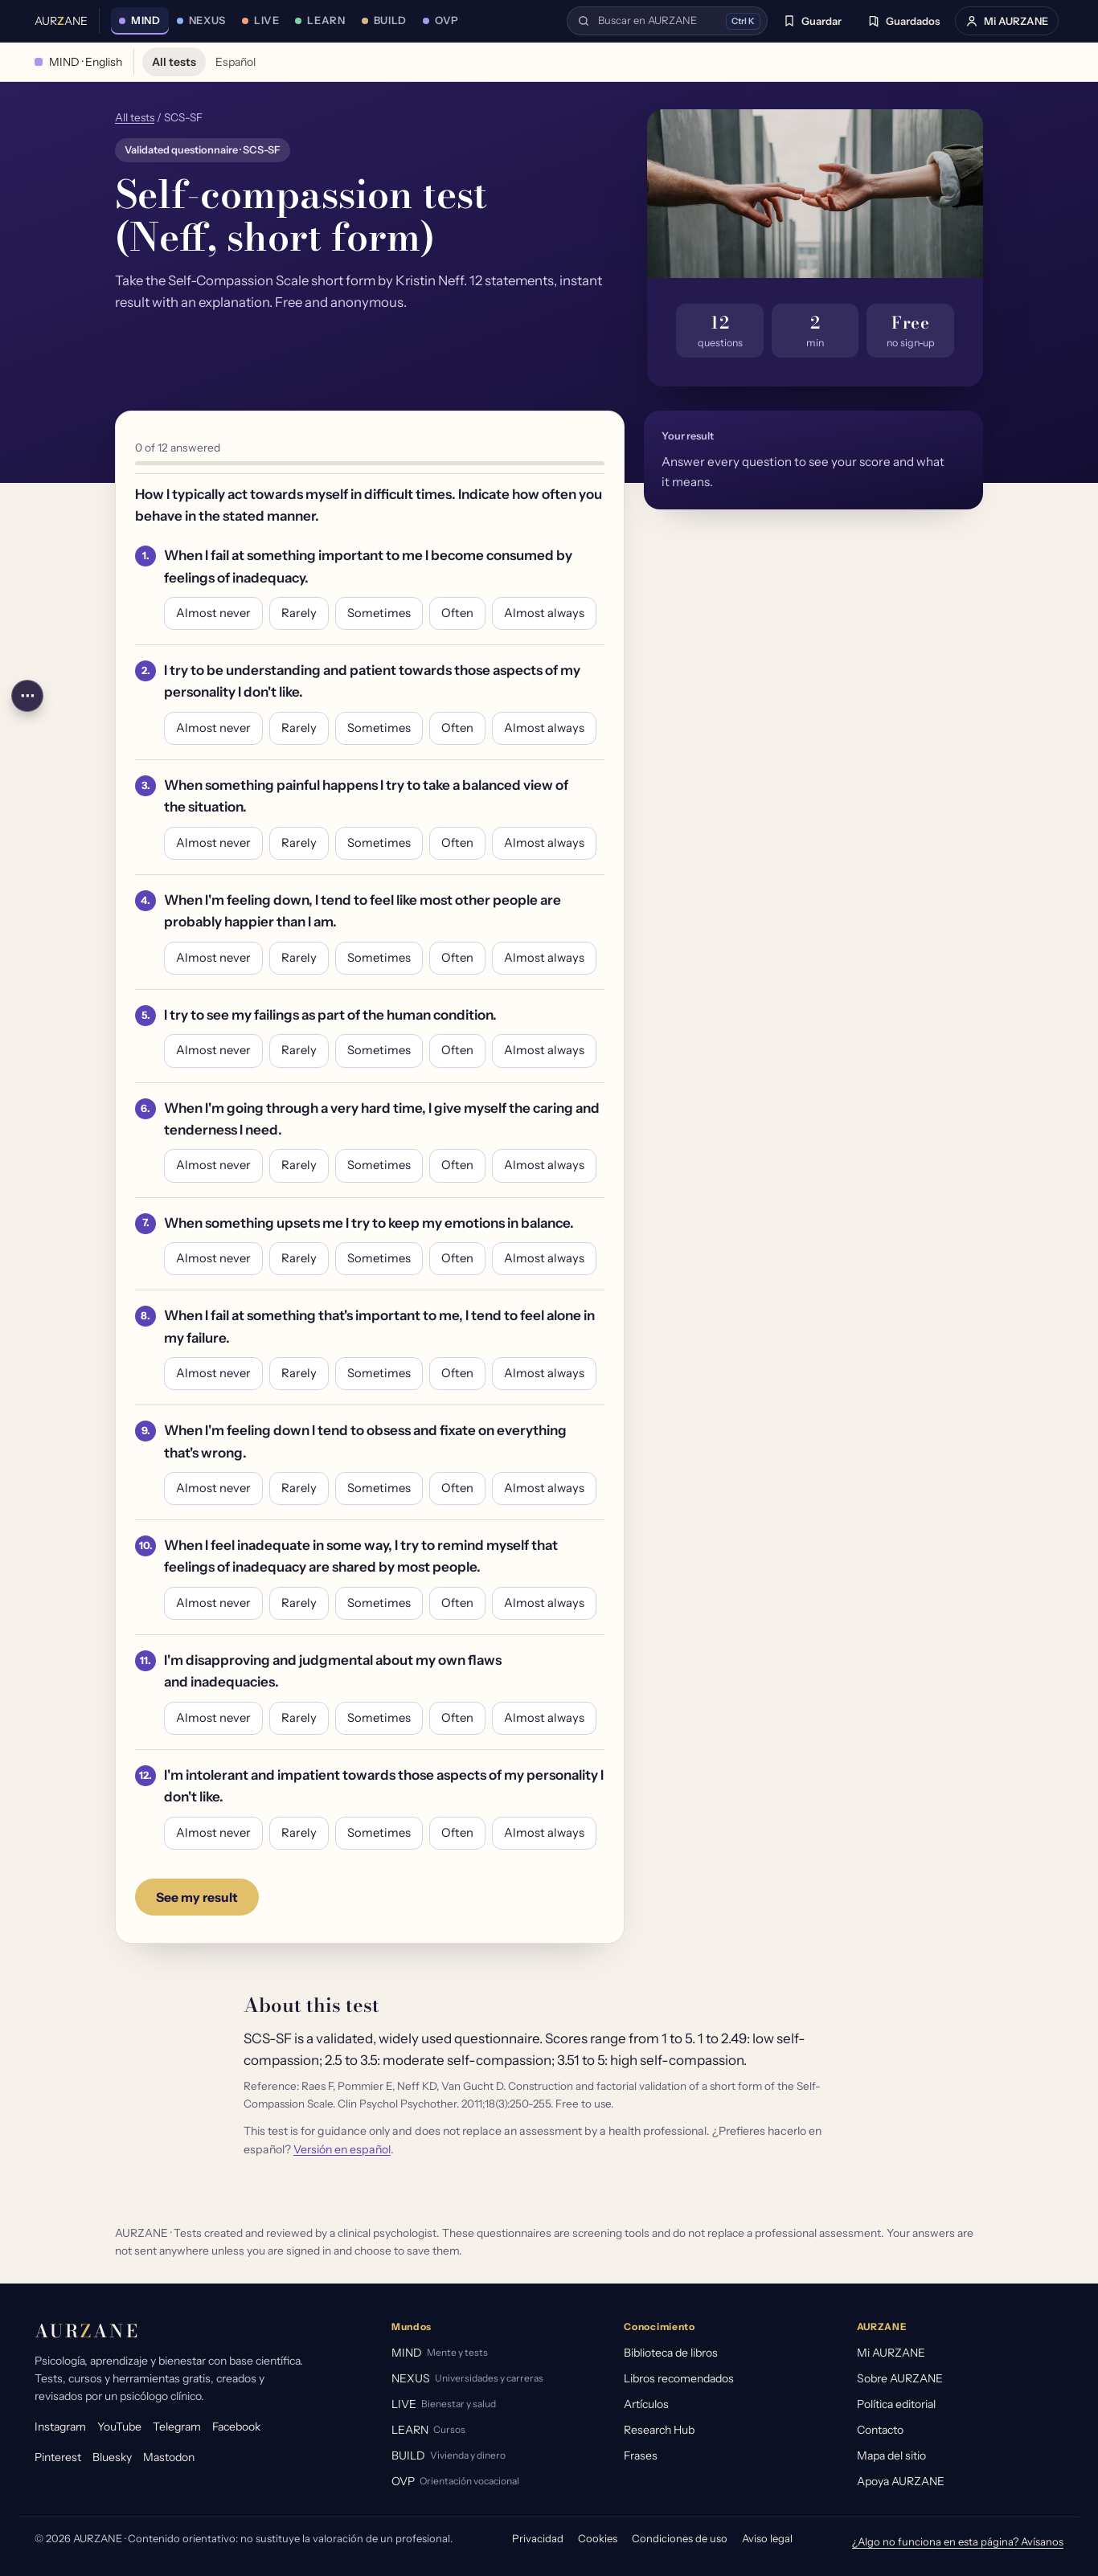 AURZANE
MIND
NEXUS
LIVE
LEARN
BUILD
OVP
Buscar en AURZANE
Ctrl K
Guardar
Guardados
Mi AURZANE
MIND · English
All tests
Español
All tests / SCS-SF
Validated questionnaire · SCS-SF
Self-compassion test
(Neff, short form)
Take the Self-Compassion Scale short form by Kristin Neff. 12 statements, instant
result with an explanation. Free and anonymous.
12
questions
2
min
Free
no sign-up
0 of 12 answered
Your result
Answer every question to see your score and what
it means.
How I typically act towards myself in difficult times. Indicate how often you
behave in the stated manner.
1. When I fail at something important to me I become consumed by
feelings of inadequacy.
Almost never Rarely Sometimes Often Almost always
2. I try to be understanding and patient towards those aspects of my
personality I don't like.
Almost never Rarely Sometimes Often Almost always
3. When something painful happens I try to take a balanced view of
the situation.
Almost never Rarely Sometimes Often Almost always
4. When I'm feeling down, I tend to feel like most other people are
probably happier than I am.
Almost never Rarely Sometimes Often Almost always
5. I try to see my failings as part of the human condition.
Almost never Rarely Sometimes Often Almost always
6. When I'm going through a very hard time, I give myself the caring and
tenderness I need.
Almost never Rarely Sometimes Often Almost always
7. When something upsets me I try to keep my emotions in balance.
Almost never Rarely Sometimes Often Almost always
8. When I fail at something that's important to me, I tend to feel alone in
my failure.
Almost never Rarely Sometimes Often Almost always
9. When I'm feeling down I tend to obsess and fixate on everything
that's wrong.
Almost never Rarely Sometimes Often Almost always
10. When I feel inadequate in some way, I try to remind myself that
feelings of inadequacy are shared by most people.
Almost never Rarely Sometimes Often Almost always
11. I'm disapproving and judgmental about my own flaws
and inadequacies.
Almost never Rarely Sometimes Often Almost always
12. I'm intolerant and impatient towards those aspects of my personality I
don't like.
Almost never Rarely Sometimes Often Almost always
See my result
About this test
SCS-SF is a validated, widely used questionnaire. Scores range from 1 to 5. 1 to 2.49: low self-
compassion; 2.5 to 3.5: moderate self-compassion; 3.51 to 5: high self-compassion.
Reference: Raes F, Pommier E, Neff KD, Van Gucht D. Construction and factorial validation of a short form of the Self-
Compassion Scale. Clin Psychol Psychother. 2011;18(3):250-255. Free to use.
This test is for guidance only and does not replace an assessment by a health professional. ¿Prefieres hacerlo en
español? Versión en español.
AURZANE · Tests created and reviewed by a clinical psychologist. These questionnaires are screening tools and do not replace a professional assessment. Your answers are
not sent anywhere unless you are signed in and choose to save them.
AURZANE
Psicología, aprendizaje y bienestar con base científica.
Tests, cursos y herramientas gratis, creados y
revisados por un psicólogo clínico.
Instagram YouTube Telegram Facebook
Pinterest Bluesky Mastodon
Mundos
MIND Mente y tests
NEXUS Universidades y carreras
LIVE Bienestar y salud
LEARN Cursos
BUILD Vivienda y dinero
OVP Orientación vocacional
Conocimiento
Biblioteca de libros
Libros recomendados
Artículos
Research Hub
Frases
AURZANE
Mi AURZANE
Sobre AURZANE
Política editorial
Contacto
Mapa del sitio
Apoya AURZANE
© 2026 AURZANE · Contenido orientativo: no sustituye la valoración de un profesional.
Privacidad Cookies Condiciones de uso Aviso legal
¿Algo no funciona en esta página? Avísanos